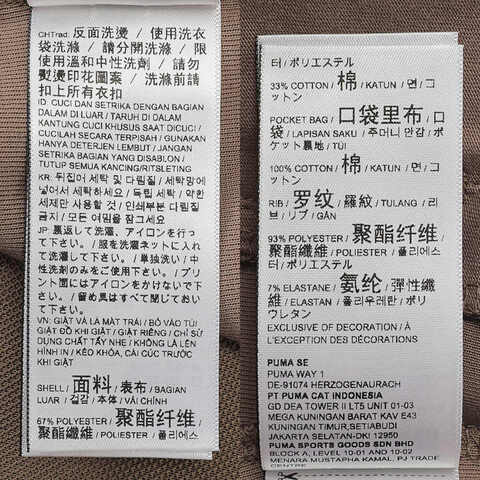 CHTrad. 反面洗燙 / 使用洗衣
袋洗滌 / 請分開洗滌 / 限
使用溫和中性洗劑 / 請勿
熨燙印花圖案 / 洗滌前請
扣上所有衣扣
ID: CUCI DAN SETRIKA DENGAN BAGIAN
DALAM DI LUAR / TARUH DI DALAM
KANTUNG CUCI KHUSUS SAAT DICUCI /
CUCILAH SECARA TERPISAH / GUNAKAN
HANYA DETERJEN LEMBUT / JANGAN
SETRIKA BAGIAN YANG DISABLON /
TUTUP SEMUA KANCING/RITSLETING
KR: 뒤집어 세탁 및 다림질 / 세탁망에
넣어서 세탁하세요 / 독립 세탁 / 약한
세제만 사용할 것 / 인쇄부분 다림질
금지 / 모든 여밈을 잠그세요
JP: 裏返して洗濯、アイロンを行っ
て下さい。 / 服を洗濯ネットに入れ
て洗濯して下さい。 / 単独洗い / 中
性洗剤のみをご使用下さい。 / プリ
ント面にはアイロンをかけないで下
さい。 / 留め具はすべて閉じておい
て下さい。
VN: GIẶT VÀ LÀ MẶT TRÁI / BỎ VÀO TÚI
GIẶT ĐỒ KHI GIẶT / GIẶT RIÊNG / CHỈ SỬ
DỤNG CHẤT TẨY NHẸ / KHÔNG LÀ LÊN
HÌNH IN / KÉO KHÓA, CÀI CÚC TRƯỚC
KHI GIẶT
SHELL / 面料 / 表布 / BAGIAN
LUAR / 겉감 / 本体 / VẢI CHÍNH
67% POLYESTER / 聚酯纤维
/ 聚酯纖維 / POLIESTER / 폴리에스
터 / ポリエステル
33% COTTON / 棉 / KATUN / 면 / コ
ットン
POCKET BAG / 口袋里布 / 口
袋 / LAPISAN SAKU / 주머니 안감 / ポ
ケット裏地 / TÚI
100% COTTON / 棉 / KATUN / 면 / コ
ットン
RIB / 罗纹 / 羅紋 / TULANG / 리
브 / リブ / GÂN
93% POLYESTER / 聚酯纤维
/ 聚酯纖維 / POLIESTER / 폴리에스터
/ ポリエステル
7% ELASTANE / 氨纶 / 彈性纖
維 / ELASTAN / 폴리우레탄 / ポリ
ウレタン
EXCLUSIVE OF DECORATION / À
L'EXCEPTION DES DÉCORATIONS
PUMA SE
PUMA WAY 1
DE-91074 HERZOGENAURACH
PT PUMA CAT INDONESIA
GD DEA TOWER II LT5 UNIT 01-03
MEGA KUNINGAN BARAT KAV E43
KUNINGAN TIMUR,SETIABUDI
JAKARTA SELATAN-DKI 12950
PUMA SPORTS GOODS SDN BHD
BLOCK A, LEVEL 10-01 AND 10-02
MENARA MUSTAPHA KAMAL, PJ TRADE
CENTRE